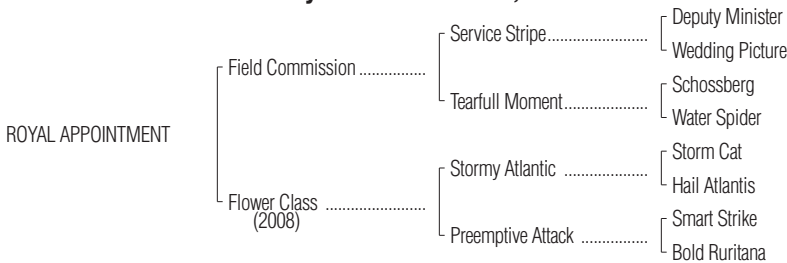 Deputy Minister
Service Stripe......................
Wedding Picture
Field Commission ................
Schossberg
Tearfull Moment....................
Water Spider
ROYAL APPOINTMENT
Storm Cat
Stormy Atlantic ....................
Hail Atlantis
Flower Class ........................
(2008)
Smart Strike
Preemptive Attack ................
Bold Ruritana